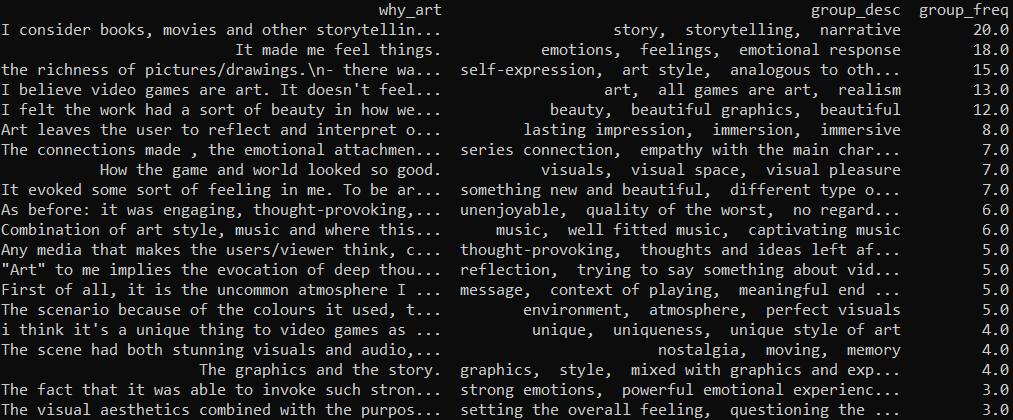 why_art group_desc group_freq
I consider books, movies and other storytellin... story, storytelling, narrative 20.0
It made me feel things. emotions, feelings, emotional response 18.0
the richness of pictures/drawings.\n- there wa... self-expression, art style, analogous to oth... 15.0
I believe video games are art. It doesn't feel... art, all games are art, realism 13.0
I felt the work had a sort of beauty in how we... beauty, beautiful graphics, beautiful 12.0
Art leaves the user to reflect and interpret o... lasting impression, immersion, immersive 8.0
The connections made , the emotional attachmen... series connection, empathy with the main char... 7.0
How the game and world looked so good. visuals, visual space, visual pleasure 7.0
It evoked some sort of feeling in me. To be ar... something new and beautiful, different type o... 7.0
As before: it was engaging, thought-provoking,... unenjoyable, quality of the worst, no regard... 6.0
Combination of art style, music and where this... music, well fitted music, captivating music 6.0
Any media that makes the users/viewer think, c... thought-provoking, thoughts and ideas left af... 5.0
"Art" to me implies the evocation of deep thou... reflection, trying to say something about vid... 5.0
First of all, it is the uncommon atmosphere I ... message, context of playing, meaningful end ... 5.0
The scenario because of the colours it used, t... environment, atmosphere, perfect visuals 5.0
i think it's a unique thing to video games as ... unique, uniqueness, unique style of art 4.0
The scene had both stunning visuals and audio,... nostalgia, moving, memory 4.0
The graphics and the story. graphics, style, mixed with graphics and exp... 4.0
The fact that it was able to invoke such stron... strong emotions, powerful emotional experienc... 3.0
The visual aesthetics combined with the purpos... setting the overall feeling, questioning the ... 3.0